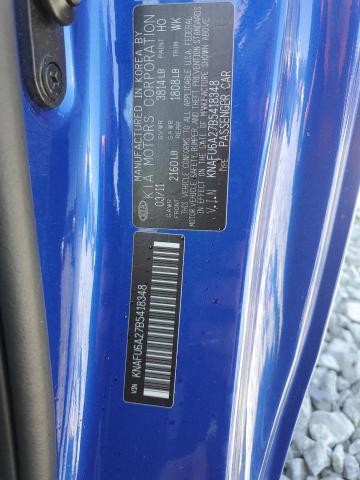 MANUFACTURED IN KOREA BY
KIA MOTORS CORPORATION
03/11 GVWR 3814LB PAINT HO
GAWR FRONT 2160LB GAWR REAR 1808LB TRIM WK
THIS VEHICLE CONFORMS TO ALL APPLICABLE U.S.A. FEDERAL
MOTOR VEHICLE SAFETY, BUMPER, AND THEFT PREVENTION STANDARDS
IN EFFECT ON THE DATE OF MANUFACTURE SHOWN ABOVE.
V.I.N KNAFU6A27B5418348
TYPE PASSENGER CAR
VIN KNAFU6A27B5418348